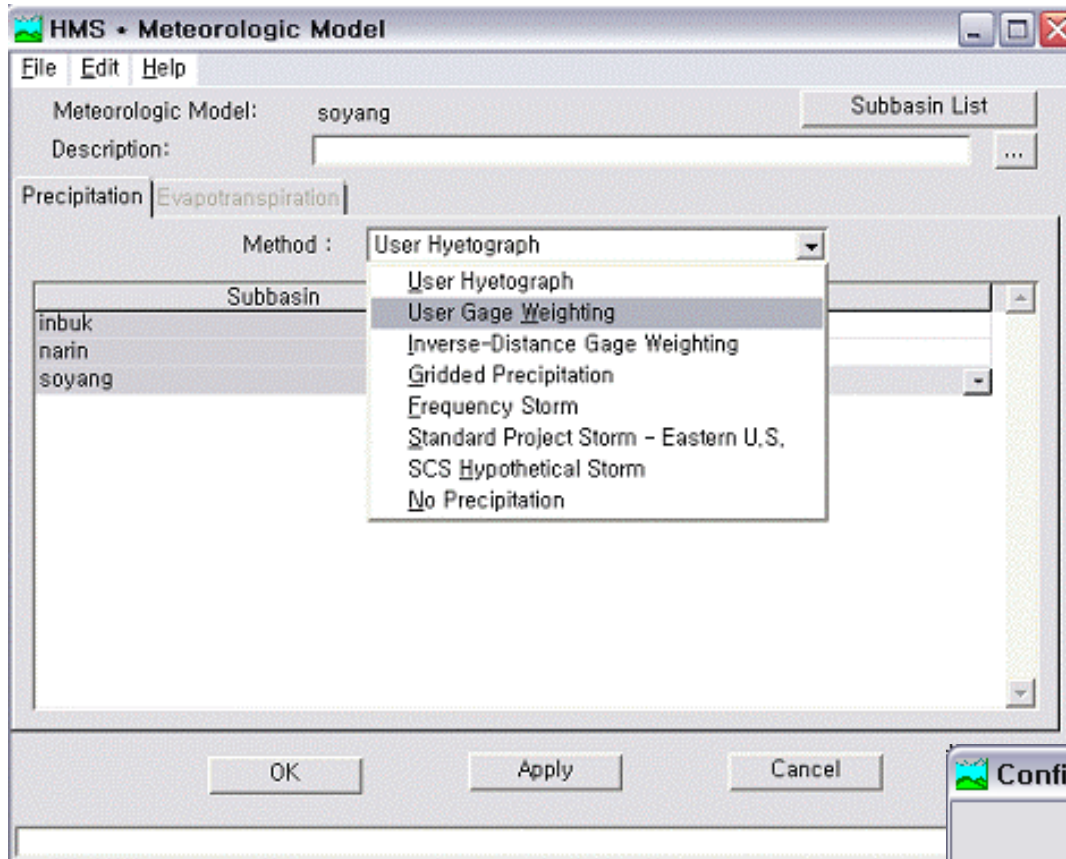 HMS • Meteorologic Model
File Edit Help
Meteorologic Model: soyang Subbasin List
Description: ...
Precipitation Evapotranspiration
Method : User Hyetograph
Subbasin
inbuk
narin
soyang
User Hyetograph
User Gage Weighting
Inverse-Distance Gage Weighting
Gridded Precipitation
Frequency Storm
Standard Project Storm - Eastern U.S.
SCS Hypothetical Storm
No Precipitation
OK Apply Cancel
Confi